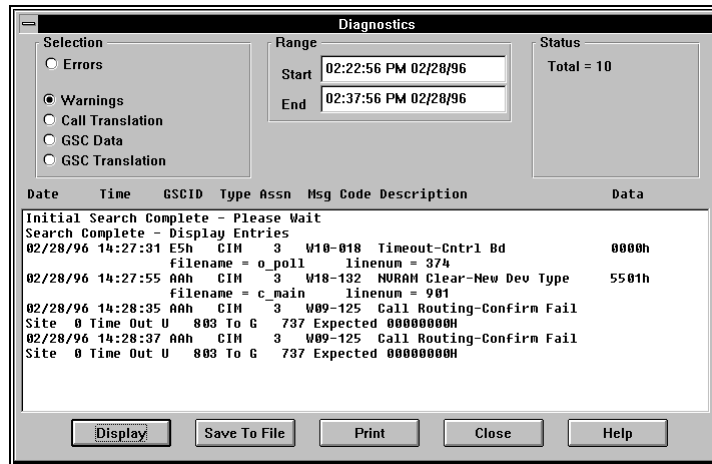 Diagnostics
Selection
Errors
Warnings
Call Translation
GSC Data
GSC Translation
Range
Start 02:22:56 PM 02/28/96
End 02:37:56 PM 02/28/96
Status
Total = 10
Date Time GSCID Type Assn Msg Code Description Data
Initial Search Complete - Please Wait
Search Complete - Display Entries
02/28/96 14:27:31 E5h CIM 3 W10-018 Timeout-Cntrl Bd 0000h
filename = o_poll linenum = 374
02/28/96 14:27:55 AAh CIM 3 W18-132 NVRAM Clear-New Dev Type 5501h
filename = c_main linenum = 901
02/28/96 14:28:35 AAh CIM 3 W09-125 Call Routing-Confirm Fail
Site 0 Time Out U 803 To G 737 Expected 00000000H
02/28/96 14:28:37 AAh CIM 3 W09-125 Call Routing-Confirm Fail
Site 0 Time Out U 803 To G 737 Expected 00000000H
Display Save To File Print Close Help